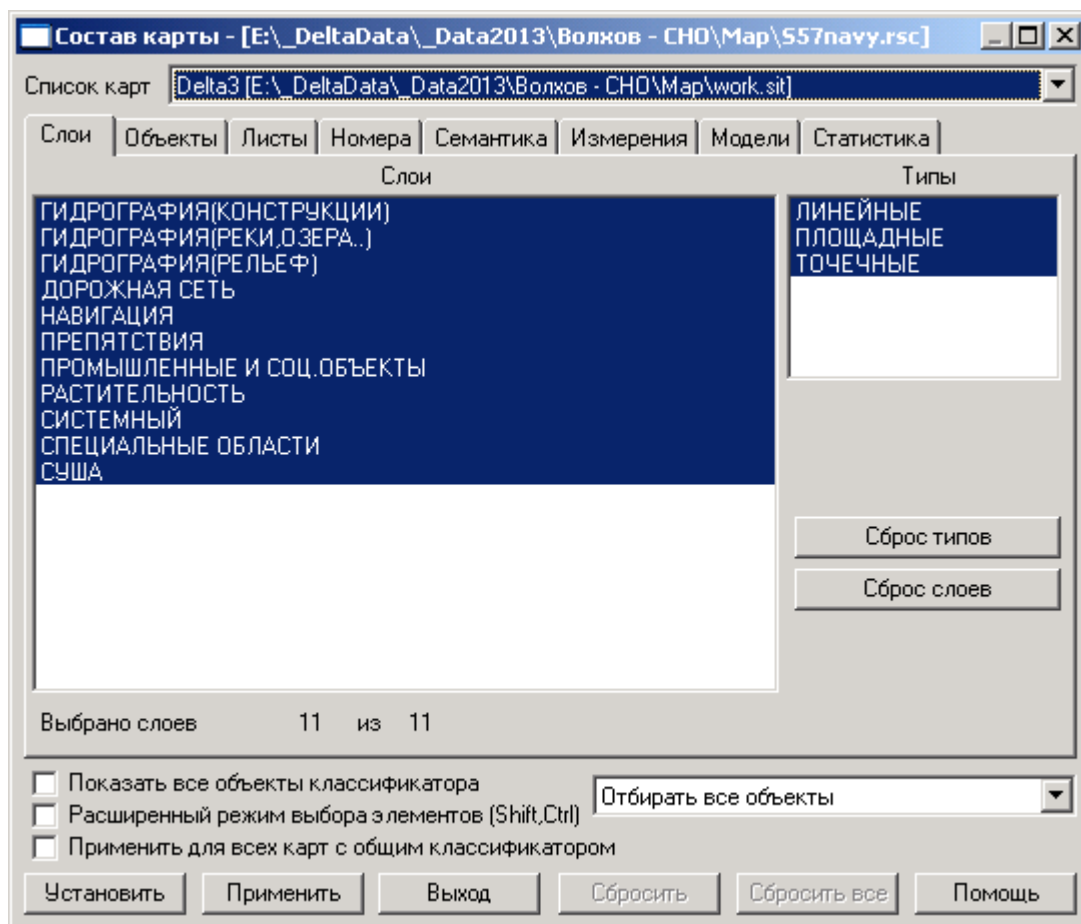 Состав карты - [E:\_DeltaData\_Data2013\Волхов - СНО\Map\S57navy.rsc]
Список карт Delta3 [E:\_DeltaData\_Data2013\Волхов - СНО\Map\work.sit]
Слои Объекты Листы Номера Семантика Измерения Модели Статистика
Слои Типы
ГИДРОГРАФИЯ(КОНСТРУКЦИИ) ЛИНЕЙНЫЕ
ГИДРОГРАФИЯ(РЕКИ,ОЗЕРА..) ПЛОЩАДНЫЕ
ГИДРОГРАФИЯ(РЕЛЬЕФ) ТОЧЕЧНЫЕ
ДОРОЖНАЯ СЕТЬ
НАВИГАЦИЯ
ПРЕПЯТСТВИЯ
ПРОМЫШЛЕННЫЕ И СОЦ.ОБЪЕКТЫ
РАСТИТЕЛЬНОСТЬ
СИСТЕМНЫЙ
СПЕЦИАЛЬНЫЕ ОБЛАСТИ
СУША
Сброс типов
Сброс слоев
Выбрано слоев 11 из 11
Показать все объекты классификатора
Отбирать все объекты
Расширенный режим выбора элементов (Shift,Ctrl)
Применить для всех карт с общим классификатором
Установить Применить Выход Сбросить Сбросить все Помощь